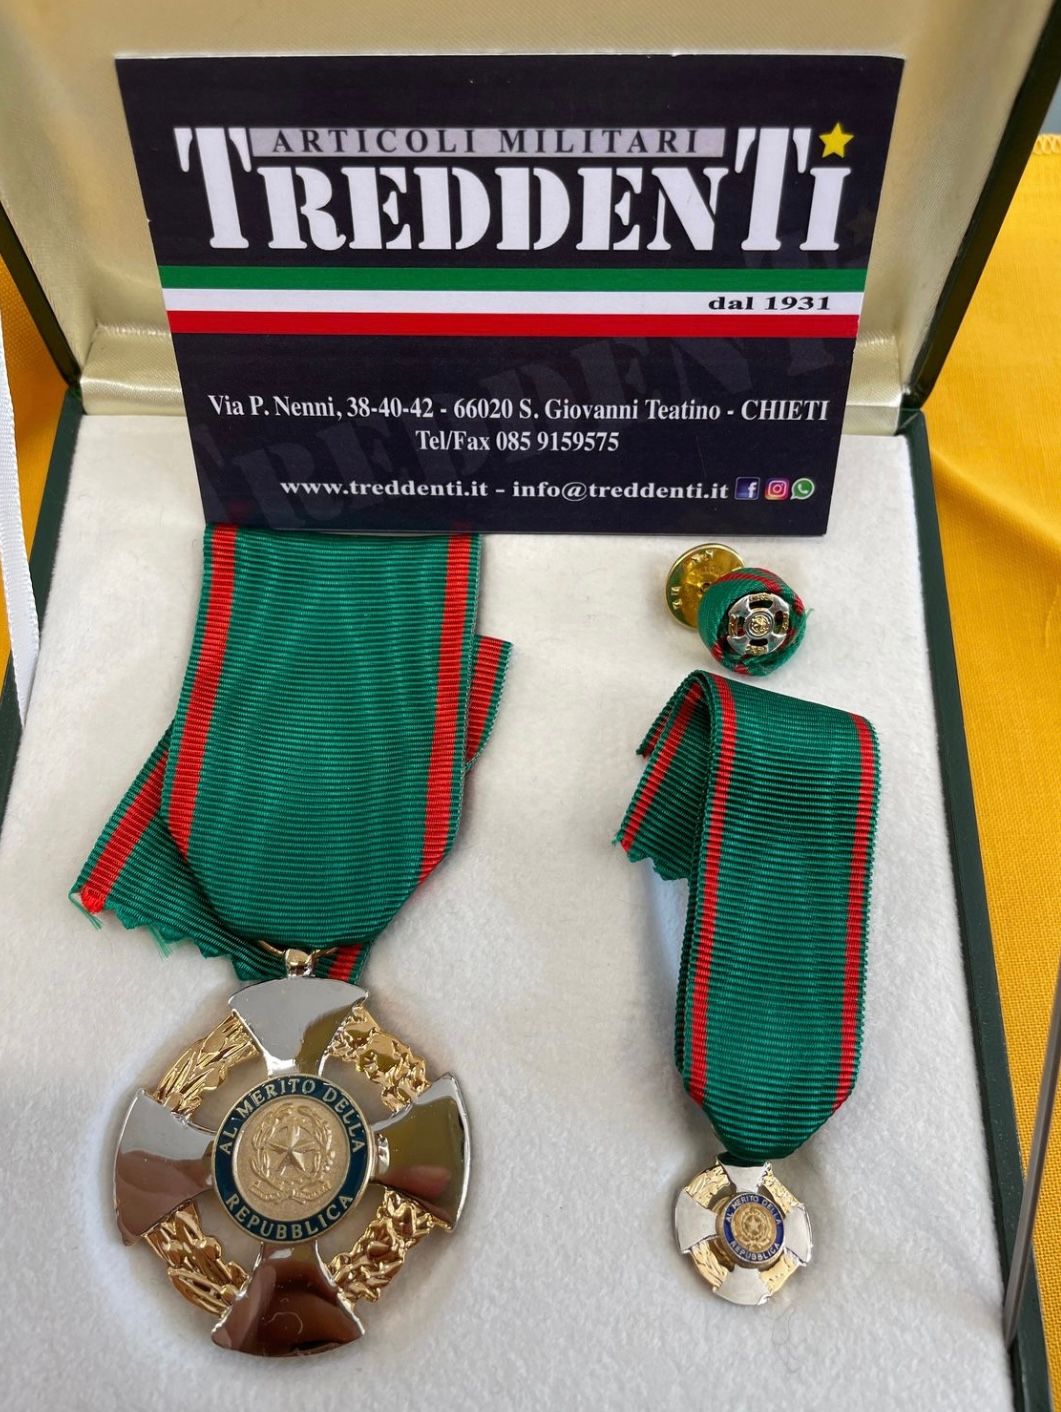 ARTICOLI MILITARI
TREDDENTI
dal 1931
Via P. Nenni, 38-40-42 - 66020 S. Giovanni Teatino - CHIETI
Tel/Fax 085 9159575
www.treddenti.it - info@treddenti.it
AL MERITO DELLA
REPUBBLICA
AL MERITO DELLA
REPUBBLICA